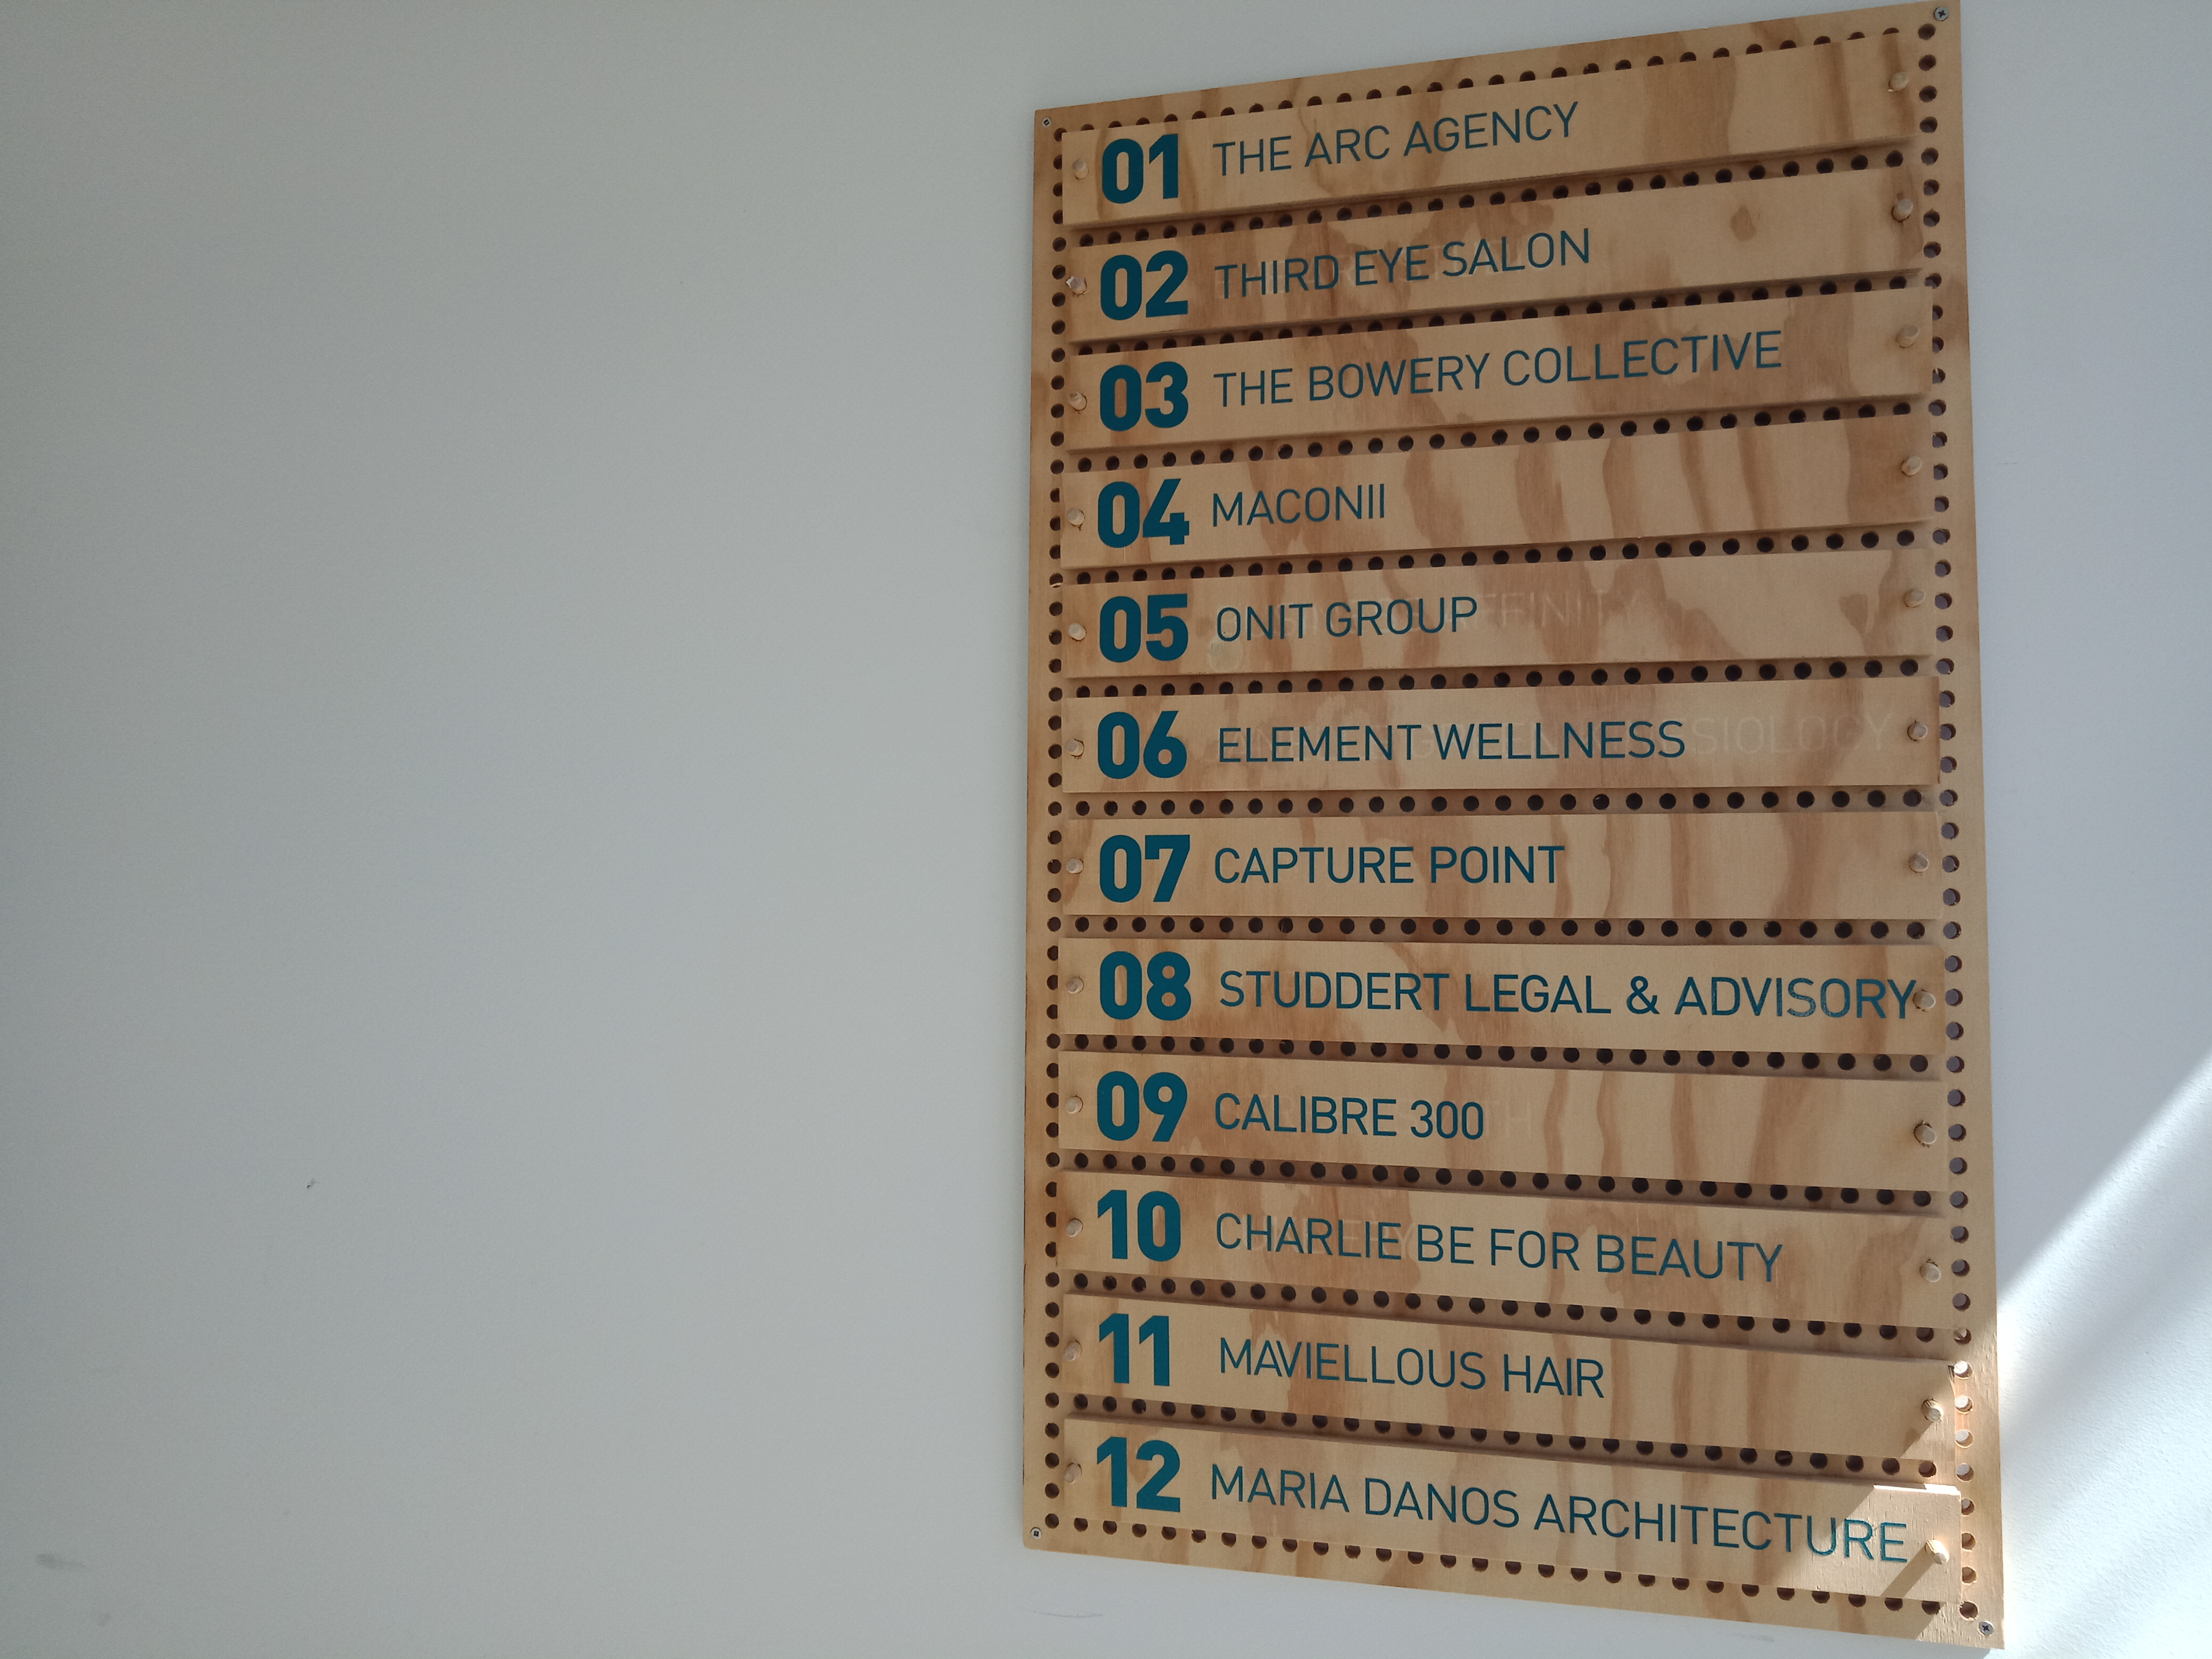 01 THE ARC AGENCY
02 THIRD EYE SALON
03 THE BOWERY COLLECTIVE
04 MACONII
05 ONIT GROUP
06 ELEMENT WELLNESS
07 CAPTURE POINT
08 STUDDERT LEGAL & ADVISORY
09 CALIBRE 300
10 CHARLIE BE FOR BEAUTY
11 MAVIELLOUS HAIR
12 MARIA DANOS ARCHITECTURE